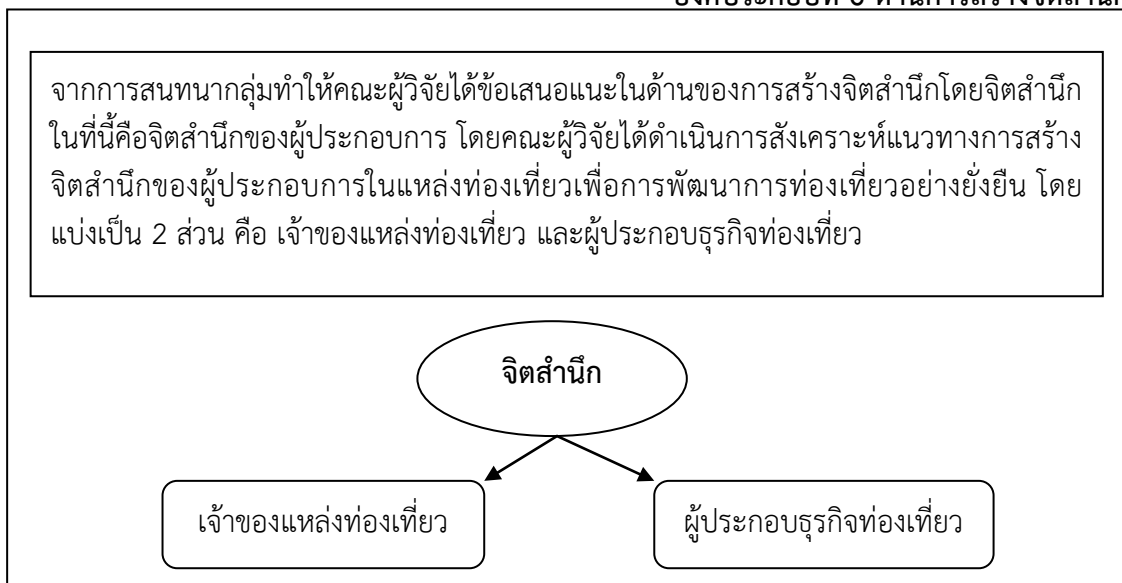 จากการสนทนากลุ่มทำให้คณะผู้วิจัยได้ข้อเสนอแนะในด้านของการสร้างจิตสำนึกโดยจิตสำนึก
ในที่นี้คือจิตสำนึกของผู้ประกอบการ โดยคณะผู้วิจัยได้ดำเนินการสังเคราะห์แนวทางการสร้าง
จิตสำนึกของผู้ประกอบการในแหล่งท่องเที่ยวเพื่อการพัฒนาการท่องเที่ยวอย่างยั่งยืน โดย
แบ่งเป็น 2 ส่วน คือ เจ้าของแหล่งท่องเที่ยว และผู้ประกอบธุรกิจท่องเที่ยว
จิตสำนึก
เจ้าของแหล่งท่องเที่ยว
ผู้ประกอบธุรกิจท่องเที่ยว